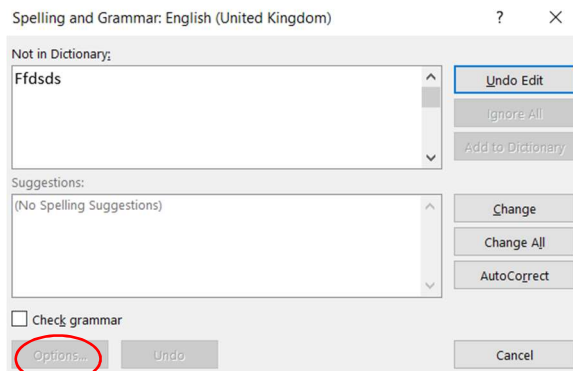 Spelling and Grammar: English (United Kingdom) ? ×
Not in Dictionary:
Ffdsds
Undo Edit
Ignore All
Add to Dictionary
Suggestions:
(No Spelling Suggestions)
Change
Change All
AutoCorrect
Check grammar
Options...
Undo
Cancel